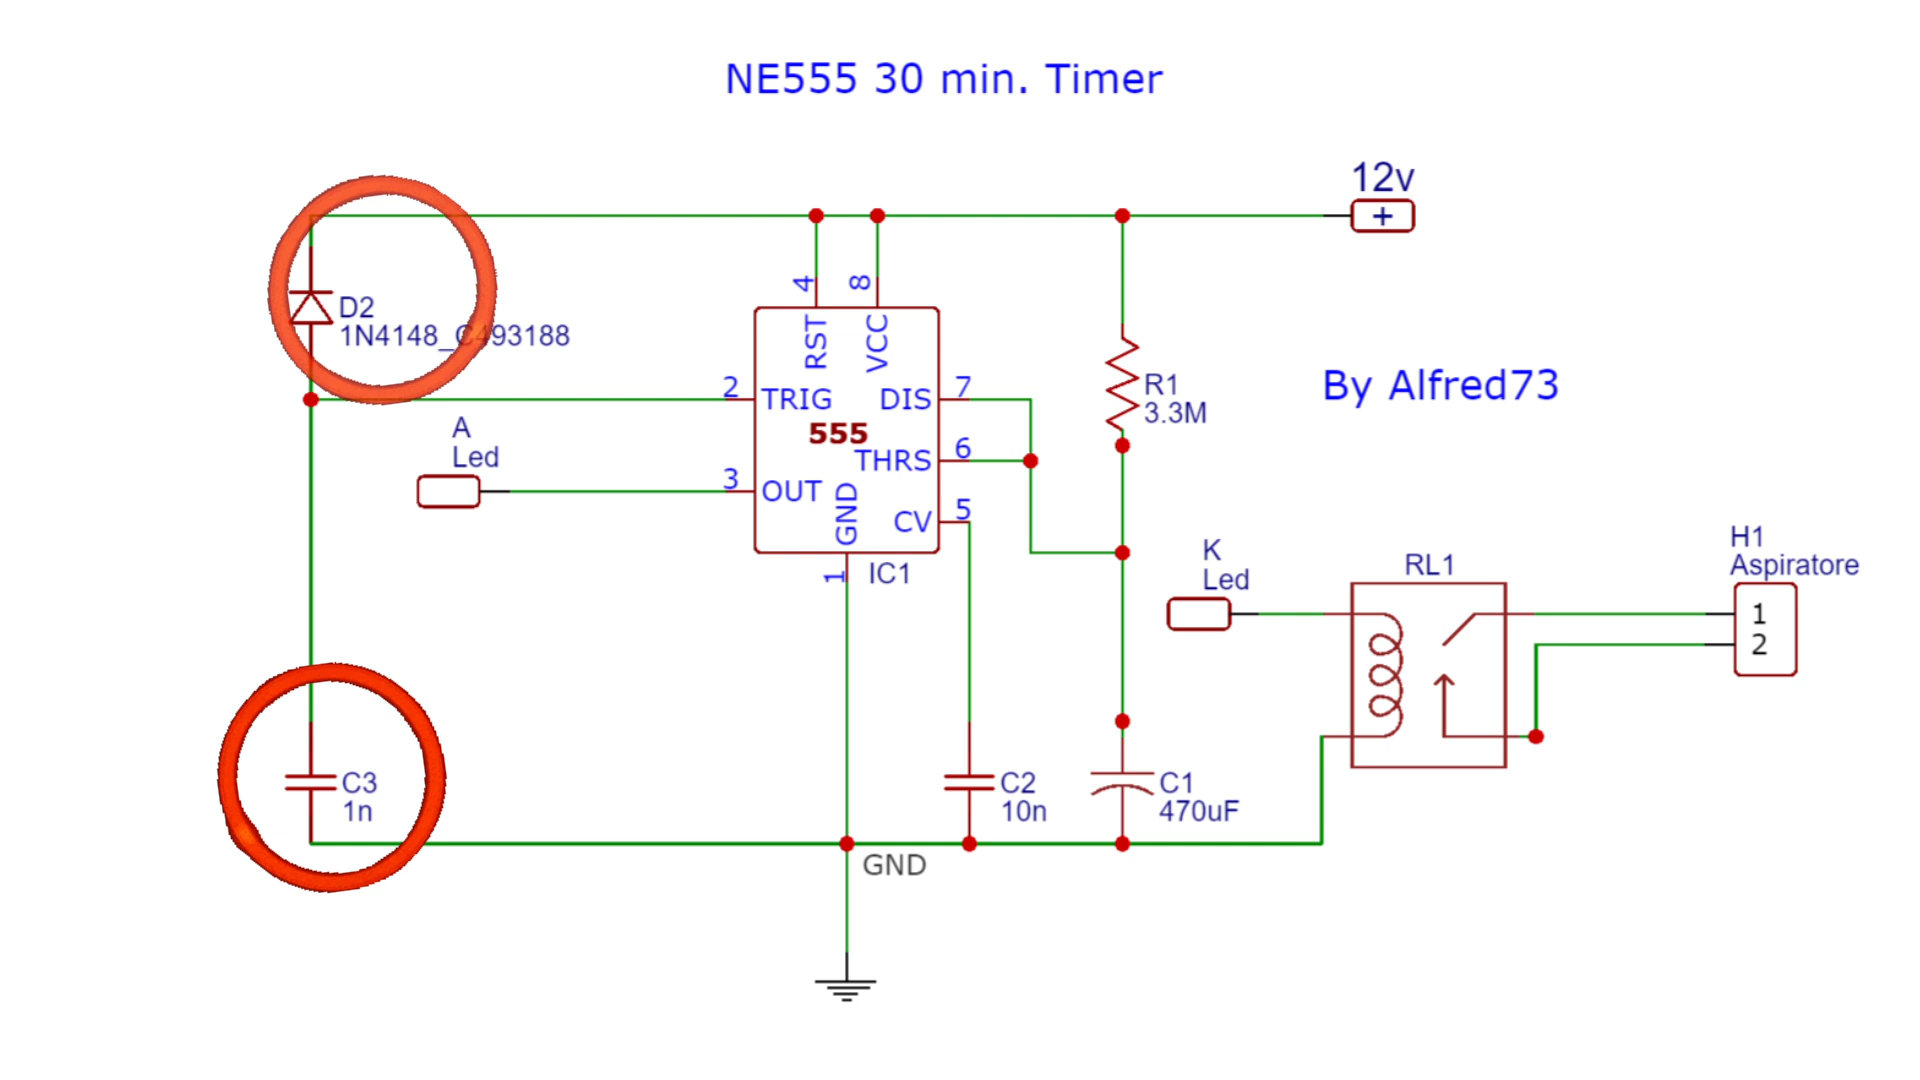 NE555 30 min. Timer
12v
+
D2
1N4148_C493188
4
8
RST
VCC
2
TRIG
DIS
7
555
THRS
6
3
OUT
GND
CV
5
1
IC1
A
Led
R1
3.3M
By Alfred73
K
Led
RL1
H1
Aspiratore
1
2
C3
1n
C2
10n
C1
470uF
GND